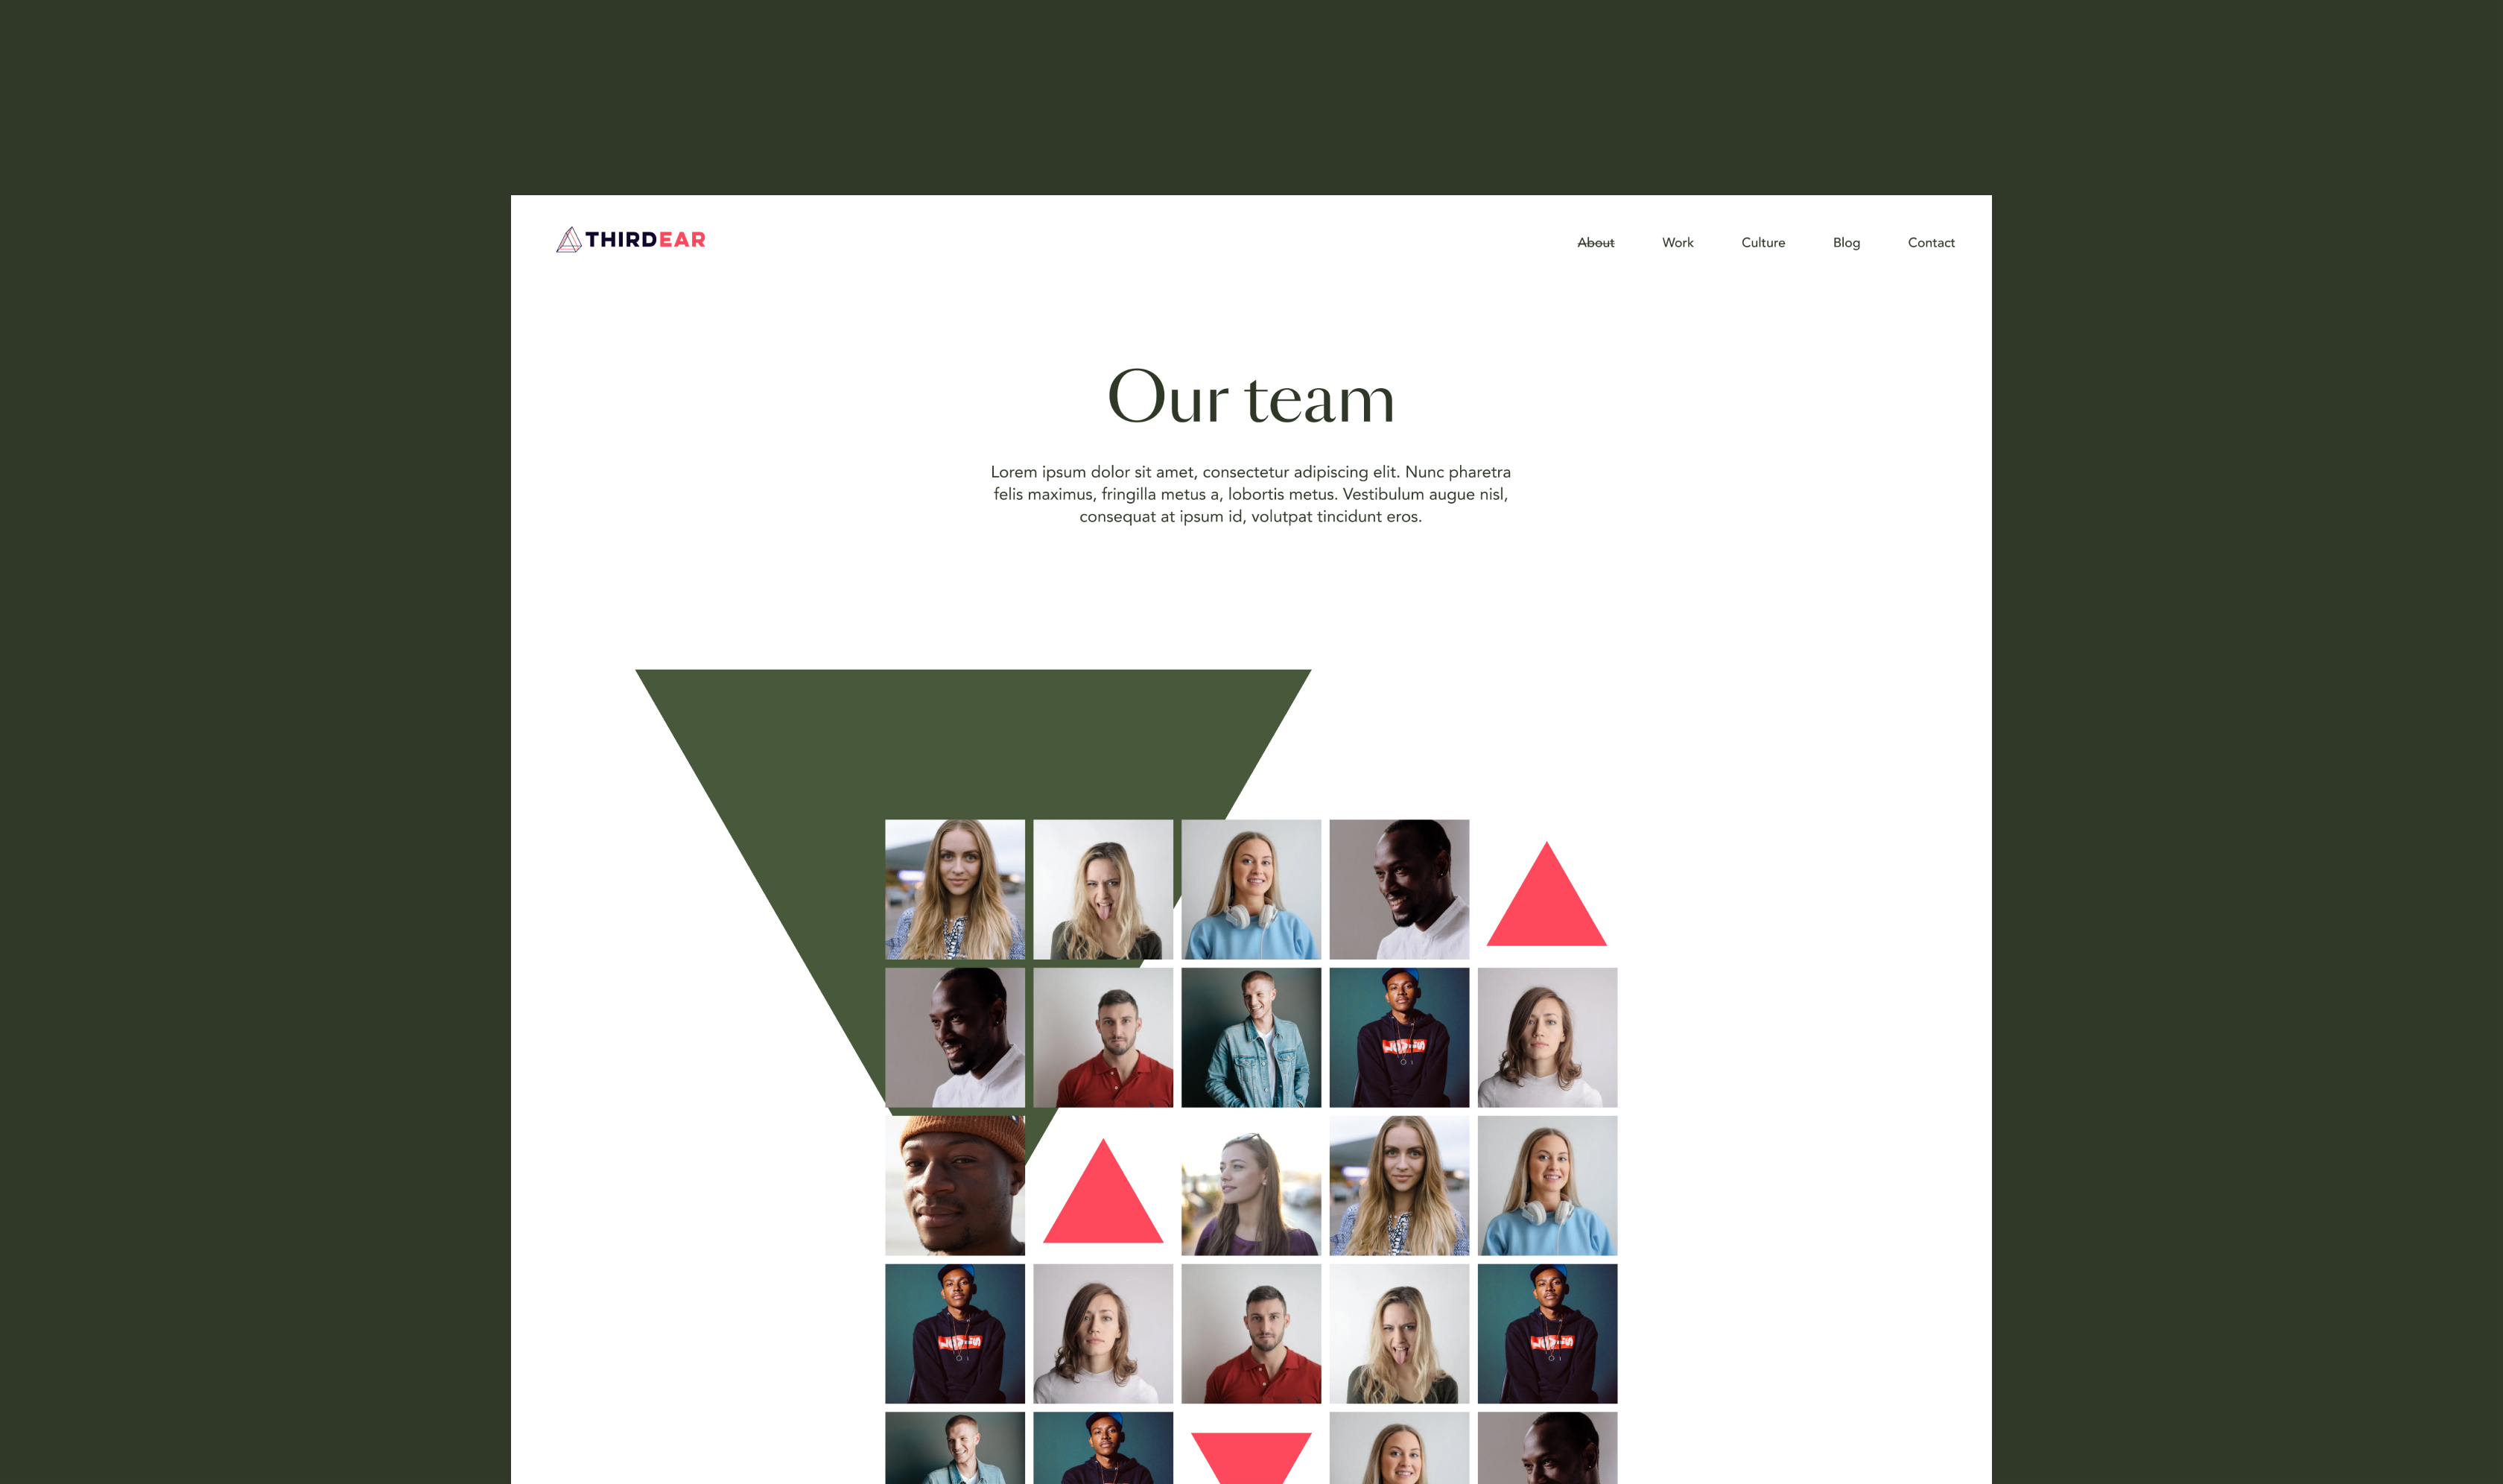 THIRDEAR
About Work Culture Blog Contact
Our team
Lorem ipsum dolor sit amet, consectetur adipiscing elit. Nunc pharetra
felis maximus, fringilla metus a, lobortis metus. Vestibulum augue nisl,
consequat at ipsum id, volutpat tincidunt eros.